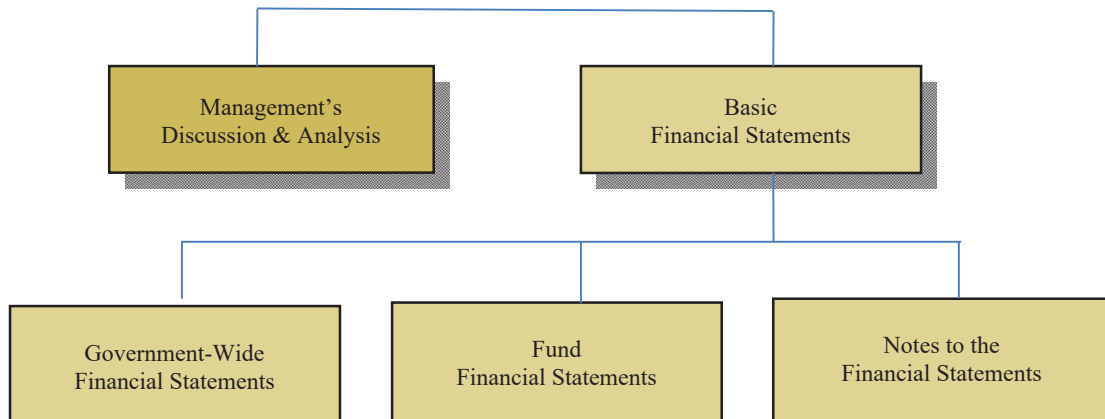 Management’s
Discussion & Analysis
Basic
Financial Statements
Government-Wide
Financial Statements
Fund
Financial Statements
Notes to the
Financial Statements